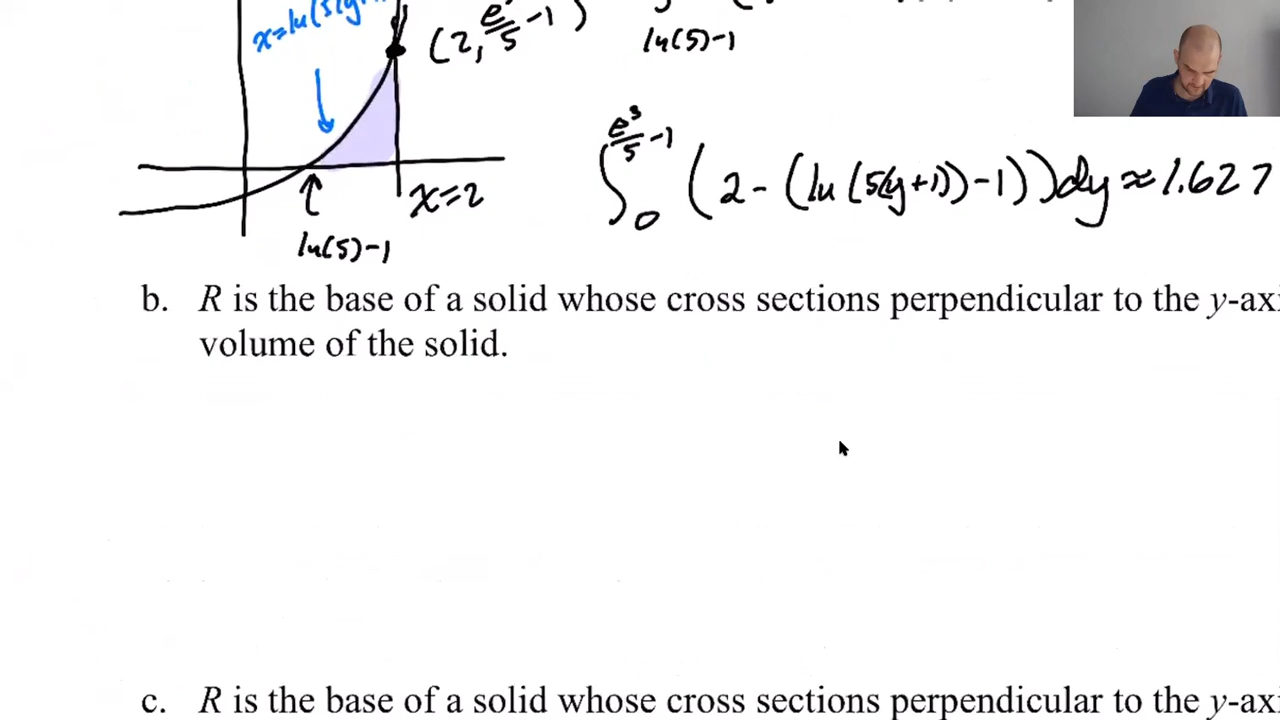 x=ln(5(y
(2, e³/5 -1)
ln(5)-1
∫₀^(e³/5 -1) (2-(ln(5(y+1))-1))dy≈1.627
x=2
ln(5)-1
b. R is the base of a solid whose cross sections perpendicular to the y-axi
volume of the solid.
c. R is the base of a solid whose cross sections perpendicular to the y-axi